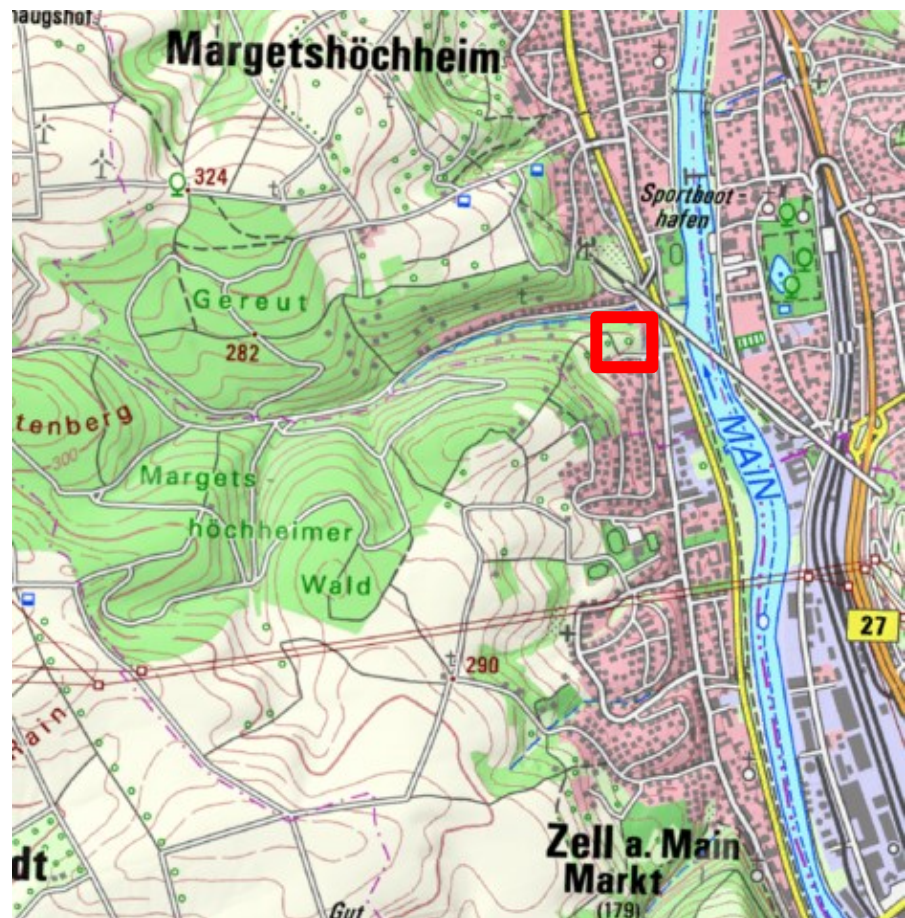 Margetshöchheim
324
Sportboot-
hafen
Gereut
282
tenberg
300
MAIN
Margets-
höchheimer
Wald
27
290
Rain
Zell a. Main
Markt
(179)
dt
Gut